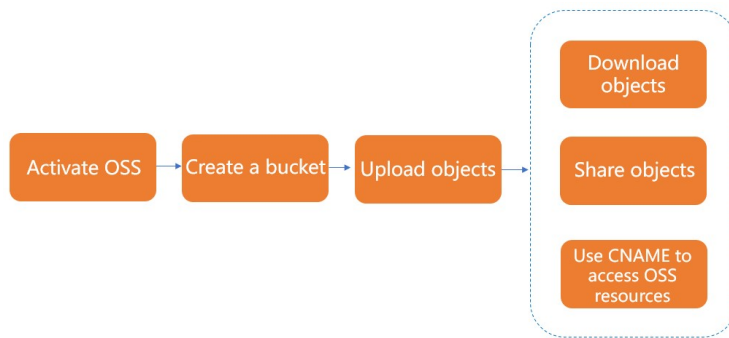 Activate OSS
Create a bucket
Upload objects
Download
objects
Share objects
Use CNAME to
access OSS
resources